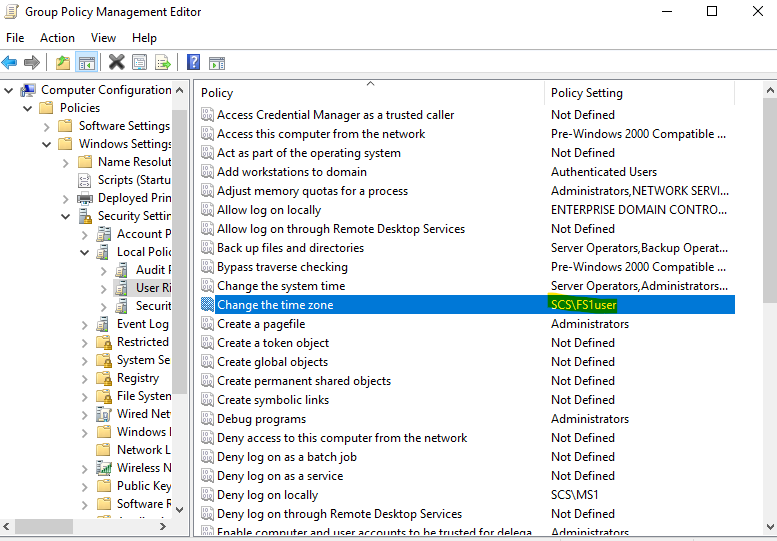 Group Policy Management Editor
File Action View Help
Computer Configuration
Policies
Software Settings
Windows Settings
Name Resolut
Scripts (Startu
Deployed Prin
Security Settin
Account P
Local Polic
Audit P
User Ri
Securit
Event Log
Restricted
System Se
Registry
File System
Wired Net
Windows
Network L
Wireless N
Public Key
Software R
Policy Policy Setting
Access Credential Manager as a trusted caller Not Defined
Access this computer from the network Pre-Windows 2000 Compatible ...
Act as part of the operating system Not Defined
Add workstations to domain Authenticated Users
Adjust memory quotas for a process Administrators,NETWORK SERVI...
Allow log on locally ENTERPRISE DOMAIN CONTRO...
Allow log on through Remote Desktop Services Not Defined
Back up files and directories Server Operators,Backup Operat...
Bypass traverse checking Pre-Windows 2000 Compatible ...
Change the system time Server Operators,Administrators...
Change the time zone SCS\FS1user
Create a pagefile Administrators
Create a token object Not Defined
Create global objects Not Defined
Create permanent shared objects Not Defined
Create symbolic links Not Defined
Debug programs Administrators
Deny access to this computer from the network Not Defined
Deny log on as a batch job Not Defined
Deny log on as a service Not Defined
Deny log on locally SCS\MS1
Deny log on through Remote Desktop Services Not Defined
Enable computer and user accounts to be trusted for delega... Administrators